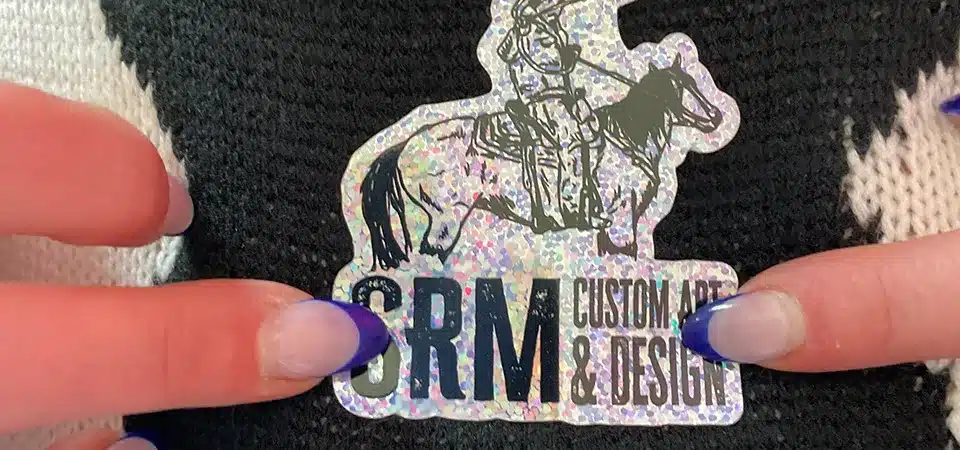 SRM
CUSTOM ART
& DESIGN